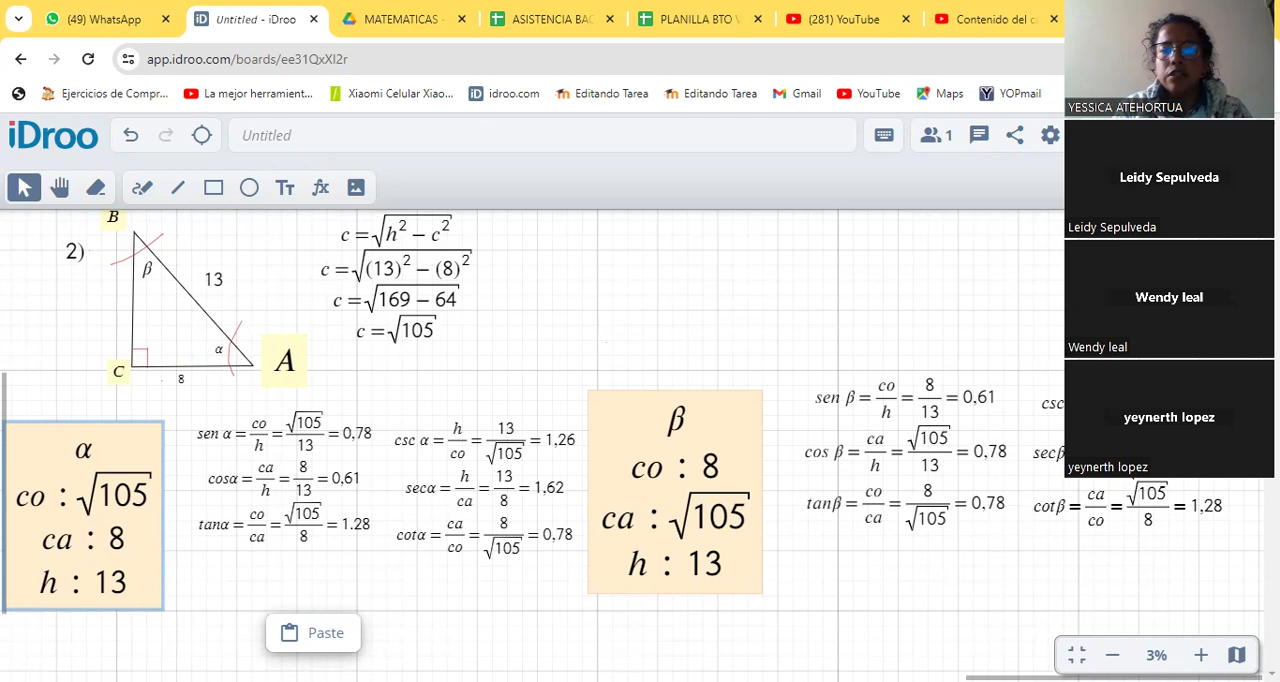 (49) WhatsApp
Untitled - iDroo
MATEMATICAS -
ASISTENCIA BAC
PLANILLA BTO V
(281) YouTube
Contenido del c
app.idroo.com/boards/ee31QxXI2r
Ejercicios de Compr...
La mejor herramient...
Xiaomi Celular Xiao...
idroo.com
Editando Tarea
Editando Tarea
Gmail
YouTube
Maps
YOPmail
iDroo
Untitled
1
Tт
fx
YESSICA ATEHORTUA
Leidy Sepulveda
Leidy Sepulveda
Wendy leal
Wendy leal
yeynerth lopez
yeynerth lopez
2)
B
β
13
α
C
8
A
c = √h² − c²
c = √(13)² − (8)²
c = √169 − 64
c = √105
α
co : √105
ca : 8
h : 13
sen α = co/h = √105/13 = 0,78
cosα = ca/h = 8/13 = 0,61
tanα = co/ca = √105/8 = 1.28
csc α = h/co = 13/√105 = 1,26
secα = h/ca = 13/8 = 1,62
cotα = ca/co = 8/√105 = 0,78
β
co : 8
ca : √105
h : 13
sen β = co/h = 8/13 = 0,61
cos β = ca/h = √105/13 = 0,78
tanβ = co/ca = 8/√105 = 0,78
csc
secβ
cotβ = ca/co = √105/8 = 1,28
Paste
3%